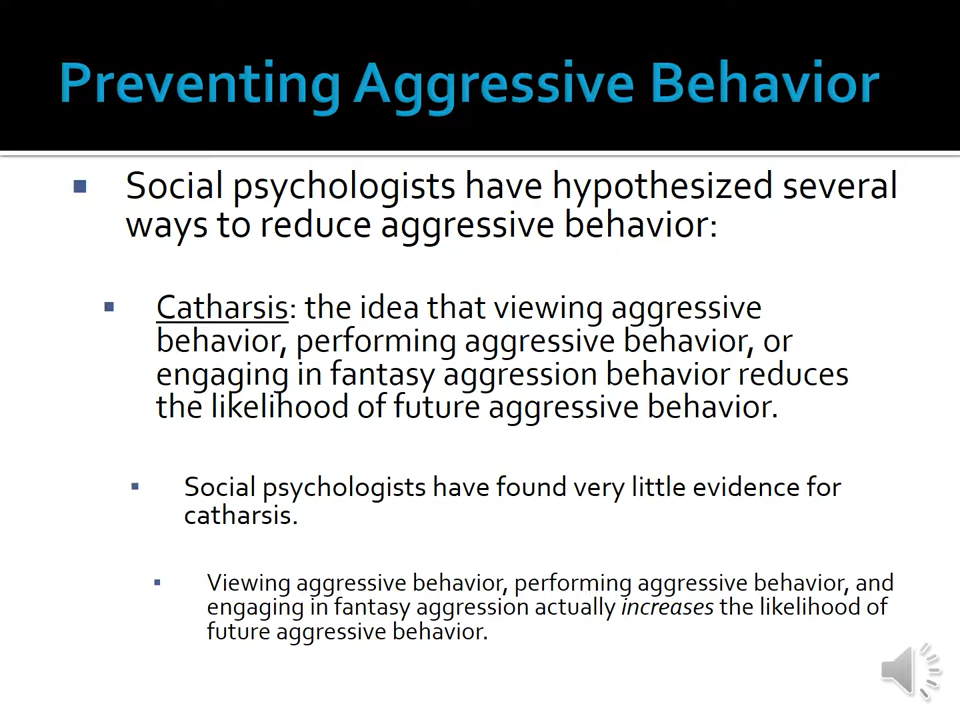 Preventing Aggressive Behavior
Social psychologists have hypothesized several
ways to reduce aggressive behavior:
Catharsis: the idea that viewing aggressive
behavior, performing aggressive behavior, or
engaging in fantasy aggression behavior reduces
the likelihood of future aggressive behavior.
Social psychologists have found very little evidence for
catharsis.
Viewing aggressive behavior, performing aggressive behavior, and
engaging in fantasy aggression actually increases the likelihood of
future aggressive behavior.